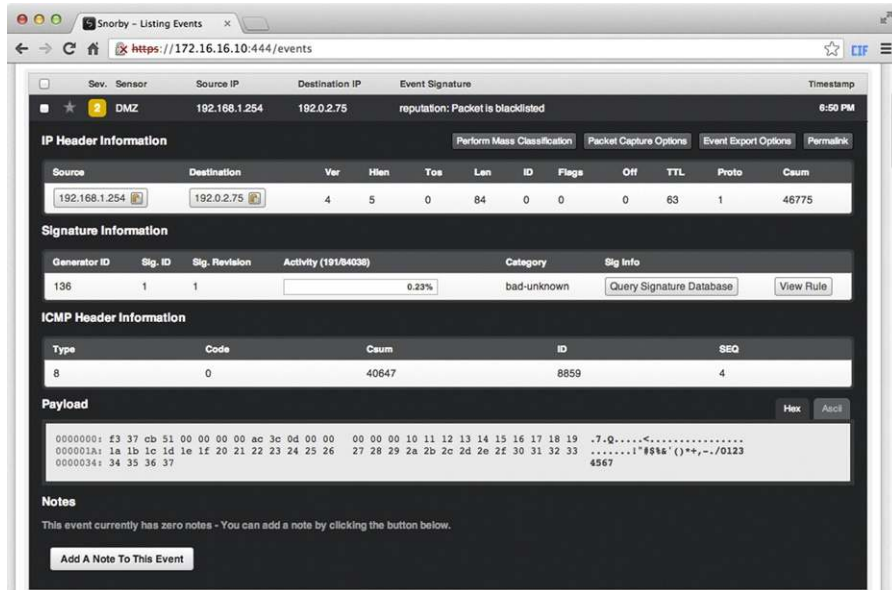 Snorby - Listing Events
https://172.16.16.10:444/events
CIF
Sev. Sensor Source IP Destination IP Event Signature Timestamp
2 DMZ 192.168.1.254 192.0.2.75 reputation: Packet is blacklisted 6:50 PM
IP Header Information Perform Mass Classification Packet Capture Options Event Export Options Permalink
Source Destination Ver Hlen Tos Len ID Flags Off TTL Proto Csum
192.168.1.254 192.0.2.75 4 5 0 84 0 0 0 63 1 46775
Signature Information
Generator ID Sig. ID Sig. Revision Activity (191/84038) Category Sig Info
136 1 1 0.23% bad-unknown Query Signature Database View Rule
ICMP Header Information
Type Code Csum ID SEQ
8 0 40647 8859 4
Payload Hex Ascii
0000000: f3 37 cb 51 00 00 00 00 ac 3c 0d 00 00 00 00 00 10 11 12 13 14 15 16 17 18 19 .7.Q.....<................
000001A: 1a 1b 1c 1d 1e 1f 20 21 22 23 24 25 26 27 28 29 2a 2b 2c 2d 2e 2f 30 31 32 33 .......!"#$%&'()*+,-./0123
0000034: 34 35 36 37 4567
Notes
This event currently has zero notes - You can add a note by clicking the button below.
Add A Note To This Event